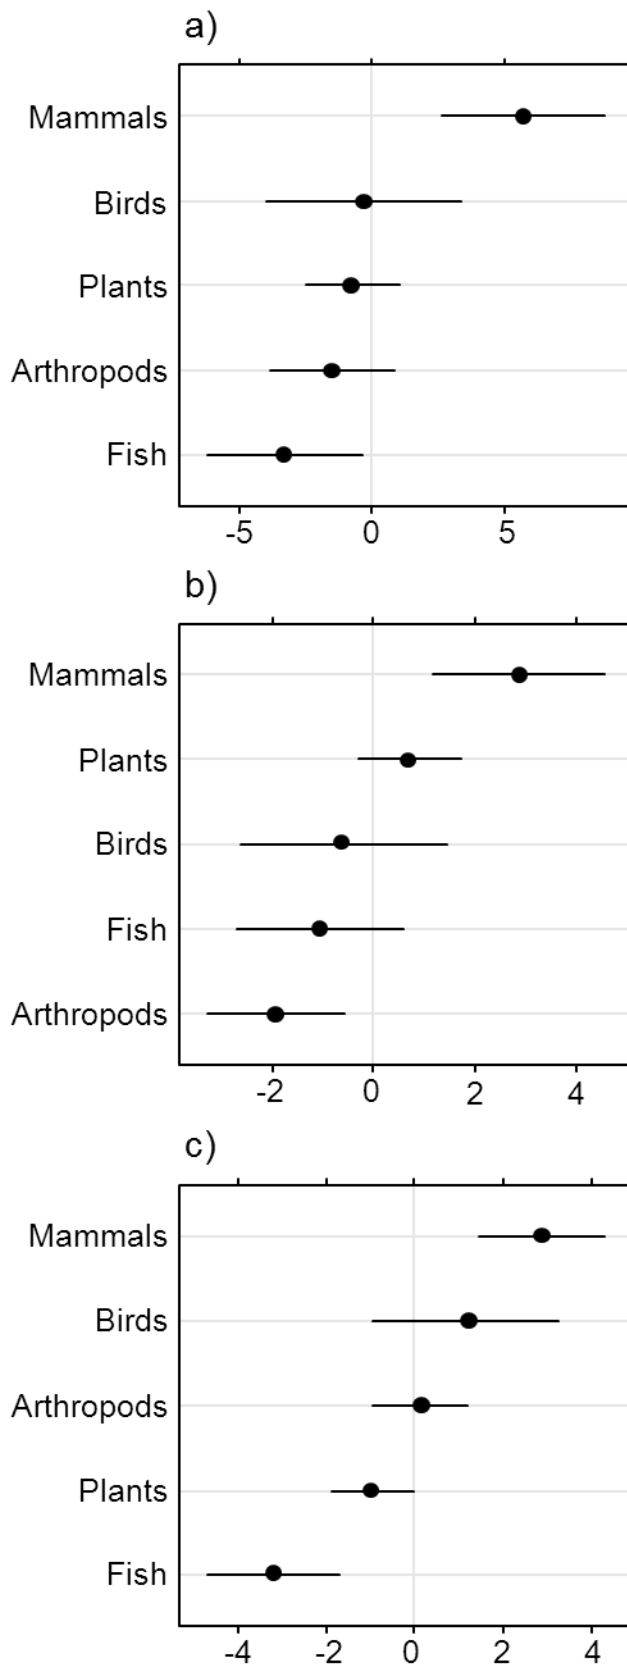 a)
Mammals
Birds
Plants
Arthropods
Fish
-5 0 5
b)
Mammals
Plants
Birds
Fish
Arthropods
-2 0 2 4
c)
Mammals
Birds
Arthropods
Plants
Fish
-4 -2 0 2 4